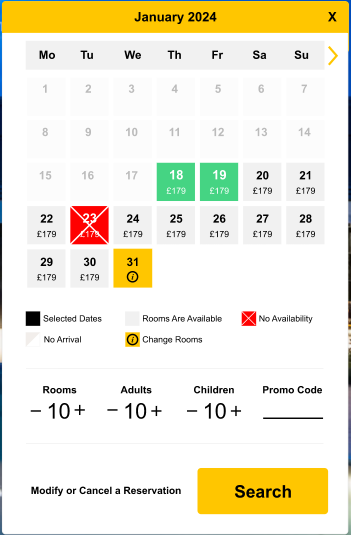 January 2024 X
Mo Tu We Th Fr Sa Su
1 2 3 4 5 6 7
8 9 10 11 12 13 14
15 16 17 18 19 20 21
£179 £179 £179 £179
22 23 24 25 26 27 28
£179 £179 £179 £179 £179 £179 £179
29 30 31
£179 £179 i
Selected Dates Rooms Are Available No Availability
No Arrival i Change Rooms
Rooms Adults Children Promo Code
− 10 + − 10 + − 10 +
Modify or Cancel a Reservation Search